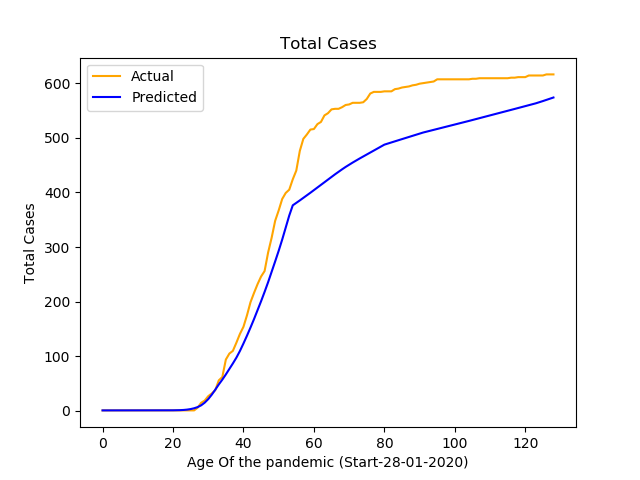 Total Cases
Actual
Predicted
600
500
400
300
200
100
0
Total Cases
0 20 40 60 80 100 120
Age Of the pandemic (Start-28-01-2020)